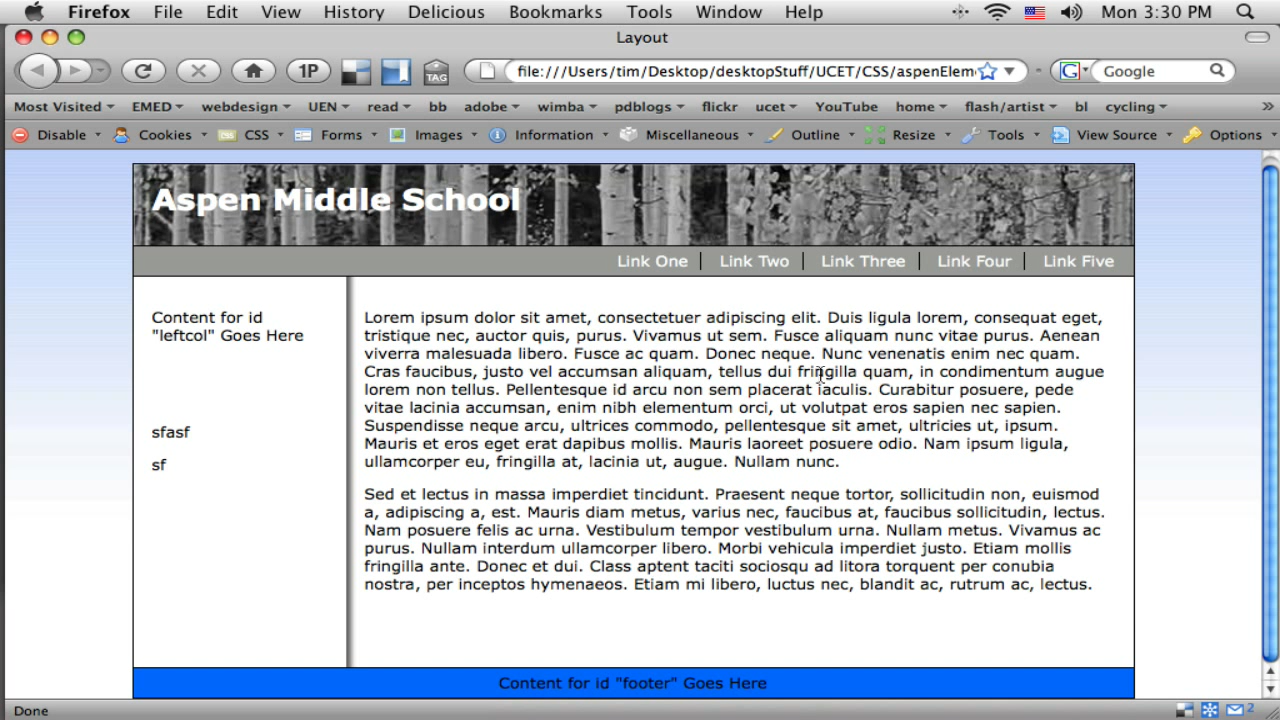 Firefox File Edit View History Delicious Bookmarks Tools Window Help Mon 3:30 PM
Layout
1P TAG file:///Users/tim/Desktop/desktopStuff/UCET/CSS/aspenElem G Google
Most Visited EMED webdesign UEN read bb adobe wimba pdblogs flickr ucet YouTube home flash/artist bl cycling »
Disable Cookies CSS Forms Images Information Miscellaneous Outline Resize Tools View Source Options
Aspen Middle School
Link One Link Two Link Three Link Four Link Five
Content for id
"leftcol" Goes Here
sfasf
sf
Lorem ipsum dolor sit amet, consectetuer adipiscing elit. Duis ligula lorem, consequat eget,
tristique nec, auctor quis, purus. Vivamus ut sem. Fusce aliquam nunc vitae purus. Aenean
viverra malesuada libero. Fusce ac quam. Donec neque. Nunc venenatis enim nec quam.
Cras faucibus, justo vel accumsan aliquam, tellus dui fringilla quam, in condimentum augue
lorem non tellus. Pellentesque id arcu non sem placerat iaculis. Curabitur posuere, pede
vitae lacinia accumsan, enim nibh elementum orci, ut volutpat eros sapien nec sapien.
Suspendisse neque arcu, ultrices commodo, pellentesque sit amet, ultricies ut, ipsum.
Mauris et eros eget erat dapibus mollis. Mauris laoreet posuere odio. Nam ipsum ligula,
ullamcorper eu, fringilla at, lacinia ut, augue. Nullam nunc.
Sed et lectus in massa imperdiet tincidunt. Praesent neque tortor, sollicitudin non, euismod
a, adipiscing a, est. Mauris diam metus, varius nec, faucibus at, faucibus sollicitudin, lectus.
Nam posuere felis ac urna. Vestibulum tempor vestibulum urna. Nullam metus. Vivamus ac
purus. Nullam interdum ullamcorper libero. Morbi vehicula imperdiet justo. Etiam mollis
fringilla ante. Donec et dui. Class aptent taciti sociosqu ad litora torquent per conubia
nostra, per inceptos hymenaeos. Etiam mi libero, luctus nec, blandit ac, rutrum ac, lectus.
Content for id "footer" Goes Here
Done 2